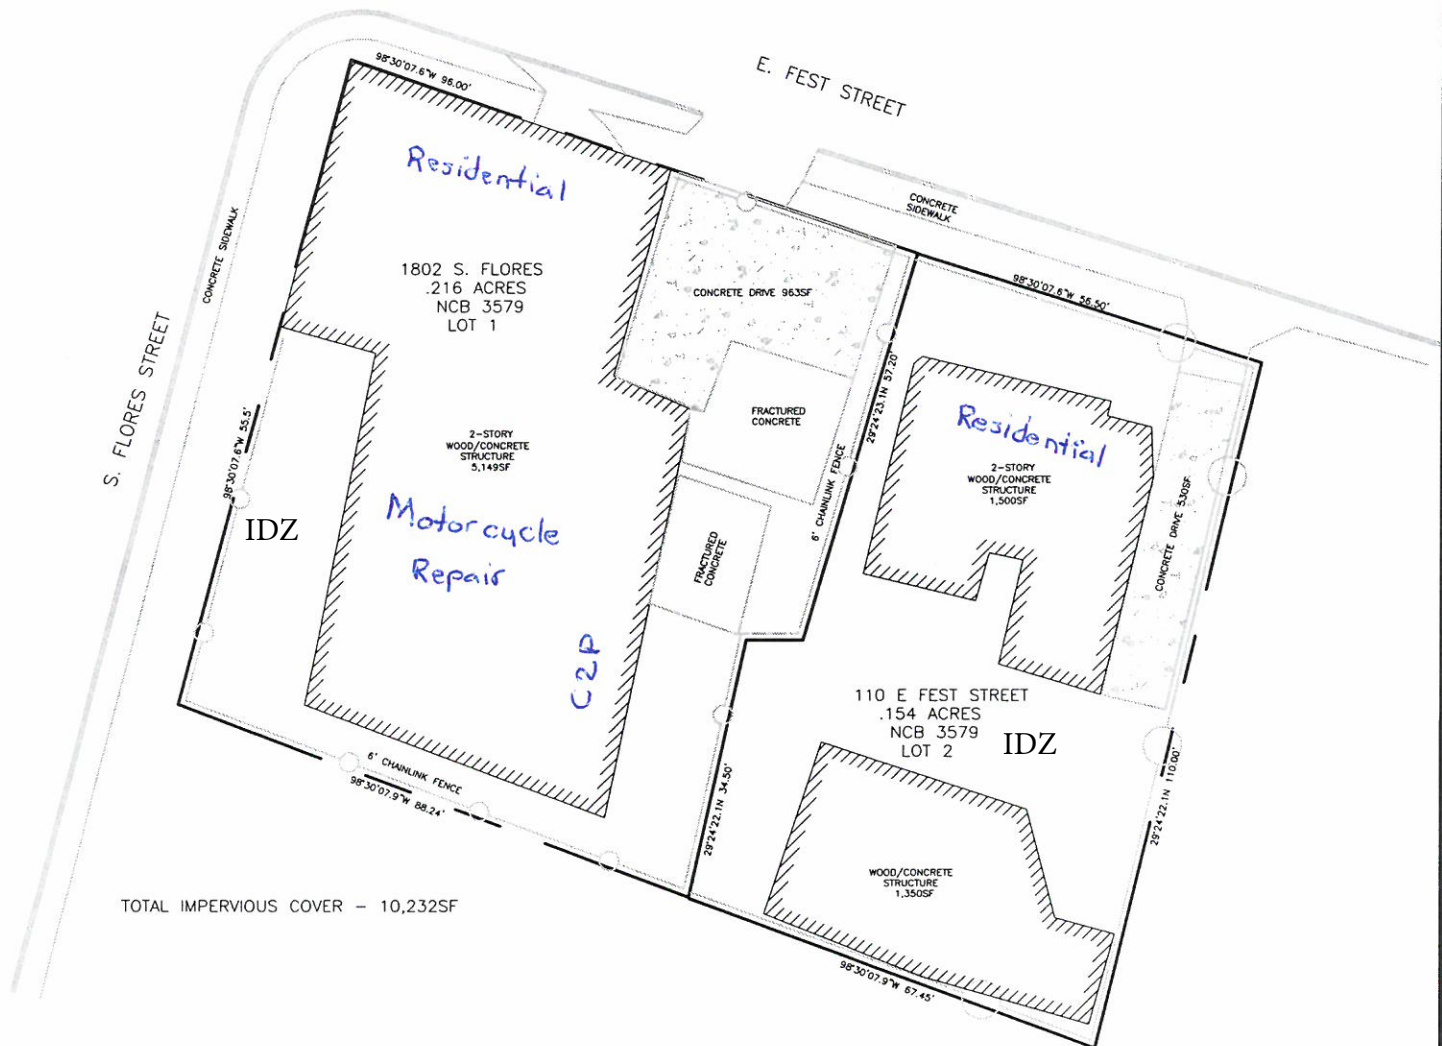 E. FEST STREET
98°30'07.6"W 96.00'
CONCRETE SIDEWALK
S. FLORES STREET
Residential
1802 S. FLORES
.216 ACRES
NCB 3579
LOT 1
CONCRETE DRIVE 963SF
CONCRETE
SIDEWALK
98°30'07.6"W 56.50'
98°30'07.6"W 55.5'
IDZ
2-STORY
WOOD/CONCRETE
STRUCTURE
5,149SF
Motorcycle
Repair
C2P
FRACTURED
CONCRETE
FRACTURED
CONCRETE
6' CHAINLINK FENCE
29°24'23.1N 57.20'
Residential
2-STORY
WOOD/CONCRETE
STRUCTURE
1,500SF
CONCRETE DRIVE 530SF
110 E FEST STREET
.154 ACRES
NCB 3579
LOT 2
IDZ
29°24'22.1N 110.00'
29°24'22.1N 34.50'
6' CHAINLINK FENCE
98°30'07.9"W 88.24'
WOOD/CONCRETE
STRUCTURE
1,350SF
98°30'07.9"W 67.45'
TOTAL IMPERVIOUS COVER - 10,232SF